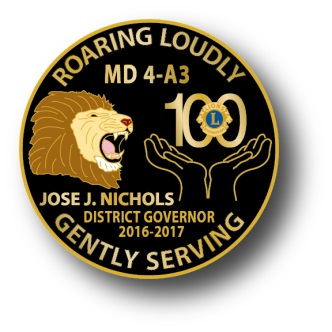 ROARING LOUDLY
MD 4-A3
100
L
JOSE J. NICHOLS
DISTRICT GOVERNOR
2016-2017
GENTLY SERVING